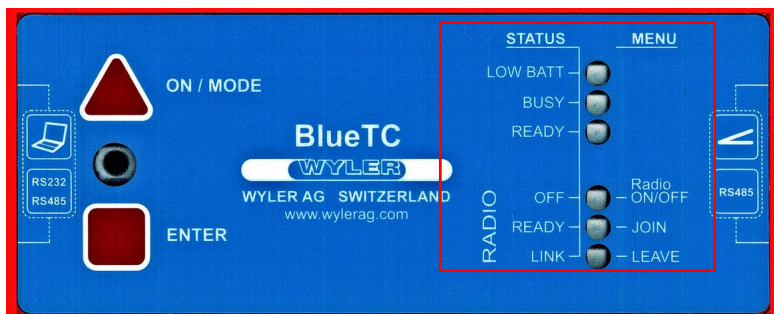 STATUS MENU
LOW BATT
ON / MODE
BUSY
READY
BlueTC
WYLER
RS232
RS485
WYLER AG SWITZERLAND
www.wylerag.com
RADIO
OFF
Radio
ON/OFF
RS485
ENTER
READY
JOIN
LINK
LEAVE